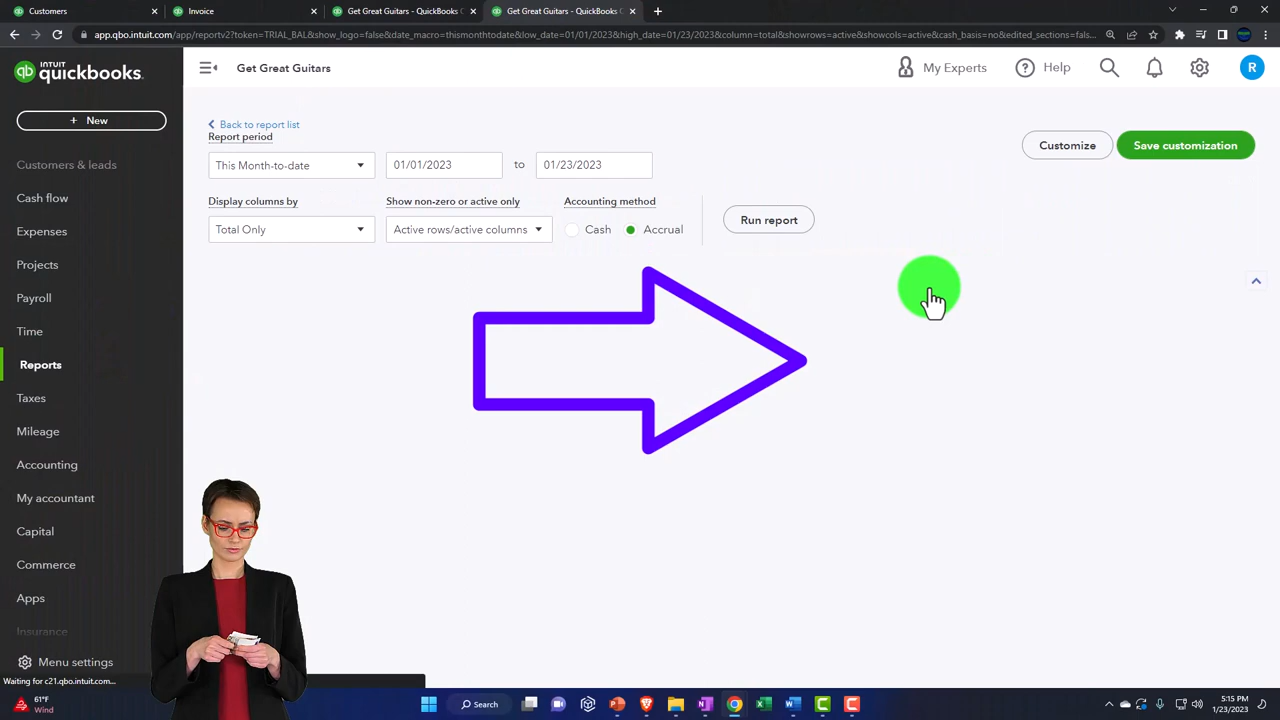 Customers
Invoice
Get Great Guitars - QuickBooks C
Get Great Guitars - QuickBooks C
app.qbo.intuit.com/app/reportv2?token=TRIAL_BAL&show_logo=false&date_macro=thismonthtodate&low_date=01/01/2023&high_date=01/23/2023&column=total&showrows=active&showcols=active&cash_basis=no&edited_sections=fals...
INTUIT
quickbooks.
Get Great Guitars
My Experts
Help
R
+ New
Back to report list
Report period
Customize
Save customization
This Month-to-date
01/01/2023
to
01/23/2023
Display columns by
Show non-zero or active only
Accounting method
Total Only
Active rows/active columns
Cash
Accrual
Run report
Customers & leads
Cash flow
Expenses
Projects
Payroll
Time
Reports
Taxes
Mileage
Accounting
My accountant
Capital
Commerce
Apps
Insurance
Menu settings
Waiting for c21.qbo.intuit.com...
61°F
Wind
Search
5:15 PM
1/23/2023